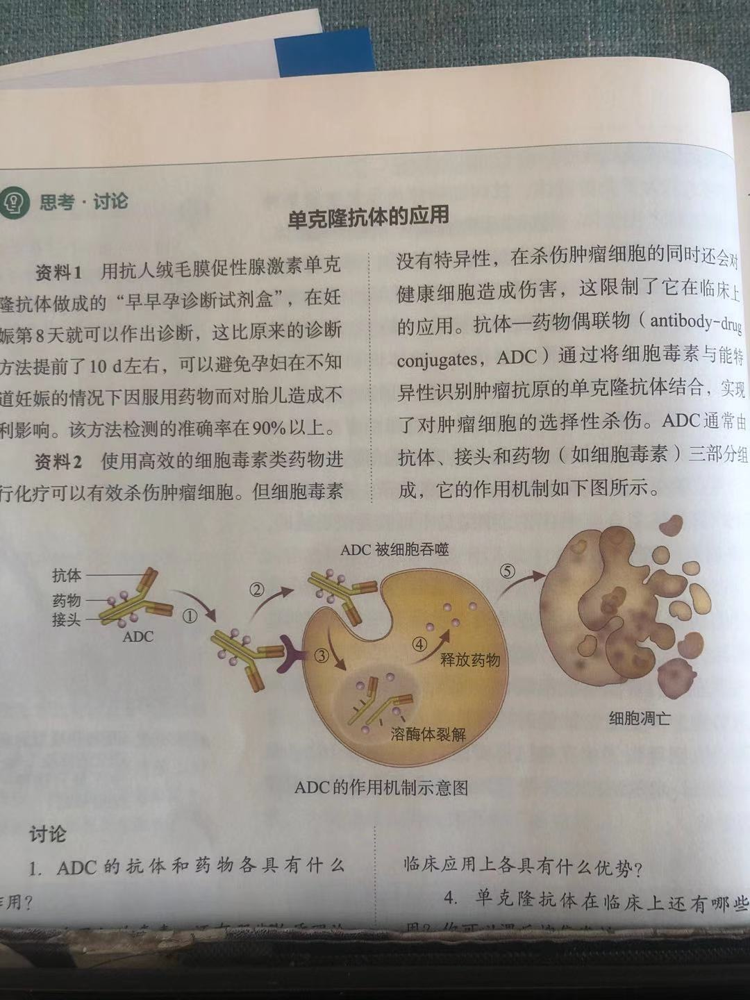 思考·讨论
单克隆抗体的应用
资料1 用抗人绒毛膜促性腺激素单克
隆抗体做成的“早早孕诊断试剂盒”，在妊
娠第8天就可以作出诊断，这比原来的诊断
方法提前了10 d左右，可以避免孕妇在不知
道妊娠的情况下因服用药物而对胎儿造成不
利影响。该方法检测的准确率在90%以上。
资料2 使用高效的细胞毒素类药物进
行化疗可以有效杀伤肿瘤细胞。但细胞毒素
没有特异性，在杀伤肿瘤细胞的同时还会对
健康细胞造成伤害，这限制了它在临床上
的应用。抗体—药物偶联物（antibody-drug
conjugates，ADC）通过将细胞毒素与能特
异性识别肿瘤抗原的单克隆抗体结合，实现
了对肿瘤细胞的选择性杀伤。ADC通常由
抗体、接头和药物（如细胞毒素）三部分组
成，它的作用机制如下图所示。
抗体
药物
接头
ADC
①
②
ADC 被细胞吞噬
③
④
释放药物
溶酶体裂解
⑤
细胞凋亡
ADC的作用机制示意图
讨论
1. ADC的抗体和药物各具有什么
用？
临床应用上各具有什么优势？
4. 单克隆抗体在临床上还有哪些